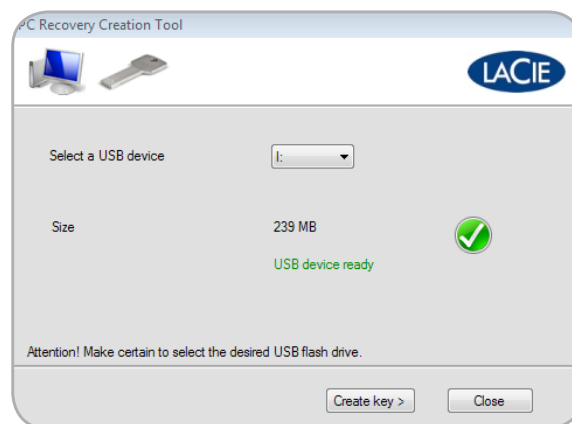 PC Recovery Creation Tool
LACIE
Select a USB device
I:
Size
239 MB
USB device ready
Attention! Make certain to select the desired USB flash drive.
Create key >
Close